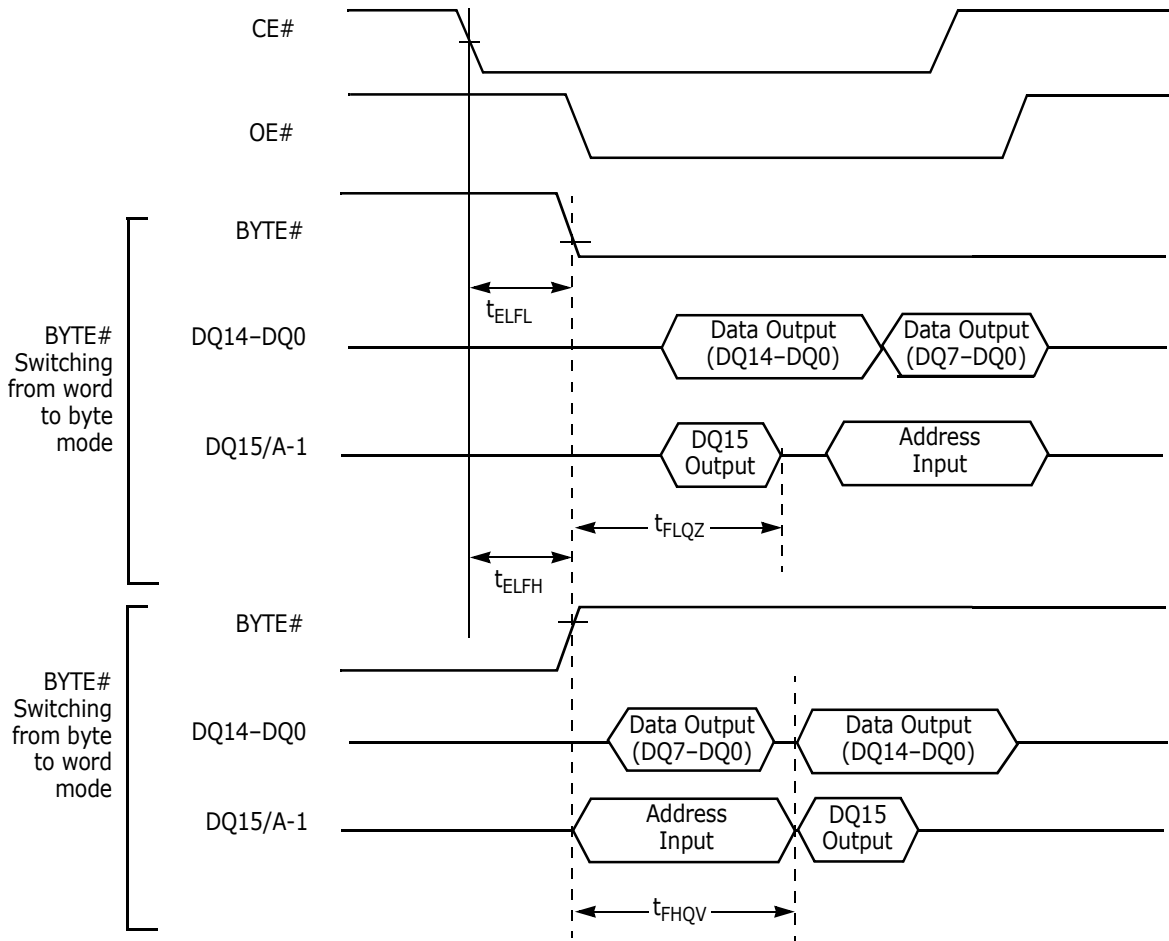 CE#
OE#
BYTE#
Switching
from word
to byte
mode
BYTE#
tELFL
DQ14–DQ0
Data Output
(DQ14–DQ0)
Data Output
(DQ7–DQ0)
DQ15/A-1
DQ15
Output
Address
Input
tFLQZ
tELFH
BYTE#
Switching
from byte
to word
mode
BYTE#
DQ14–DQ0
Data Output
(DQ7–DQ0)
Data Output
(DQ14–DQ0)
DQ15/A-1
Address
Input
DQ15
Output
tFHQV